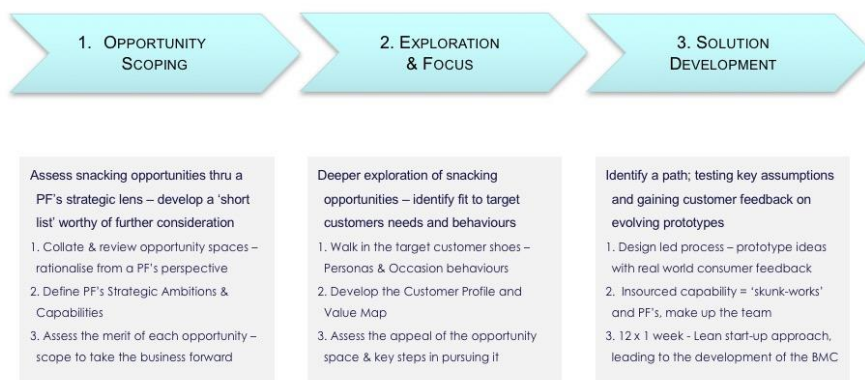 1. OPPORTUNITY
SCOPING
2. EXPLORATION
& FOCUS
3. SOLUTION
DEVELOPMENT
Assess snacking opportunities thru a
PF's strategic lens – develop a 'short
list' worthy of further consideration
1. Collate & review opportunity spaces –
rationalise from a PF's perspective
2. Define PF's Strategic Ambitions &
Capabilities
3. Assess the merit of each opportunity –
scope to take the business forward
Deeper exploration of snacking
opportunities – identify fit to target
customers needs and behaviours
1. Walk in the target customer shoes –
Personas & Occasion behaviours
2. Develop the Customer Profile and
Value Map
3. Assess the appeal of the opportunity
space & key steps in pursuing it
Identify a path; testing key assumptions
and gaining customer feedback on
evolving prototypes
1. Design led process – prototype ideas
with real world consumer feedback
2. Insourced capability = 'skunk-works'
and PF's, make up the team
3. 12 x 1 week - Lean start-up approach,
leading to the development of the BMC